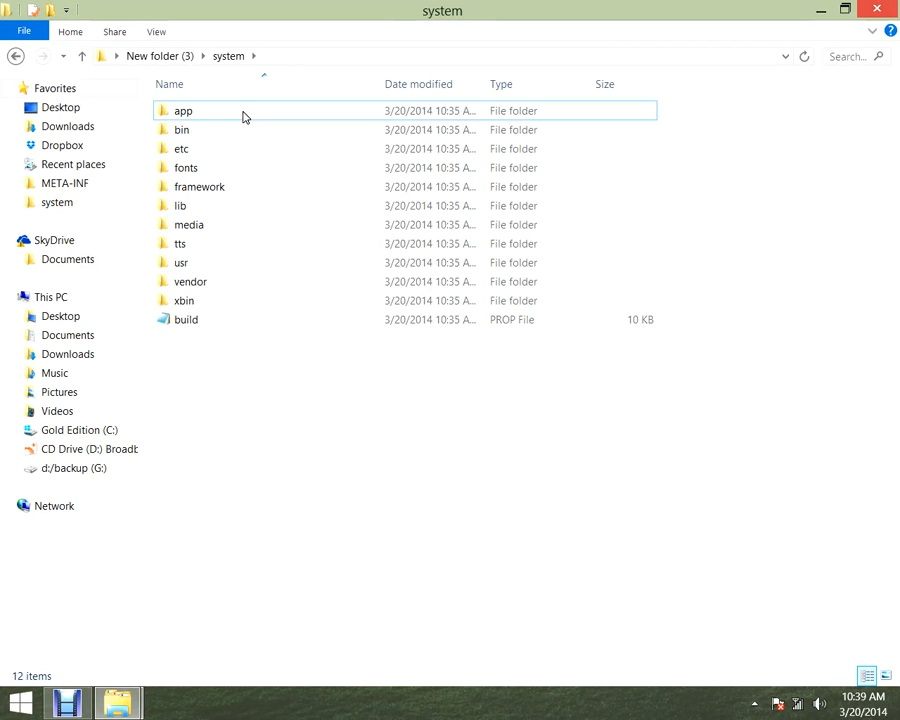 system
File Home Share View
New folder (3) system Search...
Name Date modified Type Size
Favorites
Desktop
Downloads
Dropbox
Recent places
META-INF
system
SkyDrive
Documents
This PC
Desktop
Documents
Downloads
Music
Pictures
Videos
Gold Edition (C:)
CD Drive (D:) Broadb
d:/backup (G:)
Network
app 3/20/2014 10:35 A... File folder
bin 3/20/2014 10:35 A... File folder
etc 3/20/2014 10:35 A... File folder
fonts 3/20/2014 10:35 A... File folder
framework 3/20/2014 10:35 A... File folder
lib 3/20/2014 10:35 A... File folder
media 3/20/2014 10:35 A... File folder
tts 3/20/2014 10:35 A... File folder
usr 3/20/2014 10:35 A... File folder
vendor 3/20/2014 10:35 A... File folder
xbin 3/20/2014 10:35 A... File folder
build 3/20/2014 10:35 A... PROP File 10 KB
12 items
10:39 AM
3/20/2014